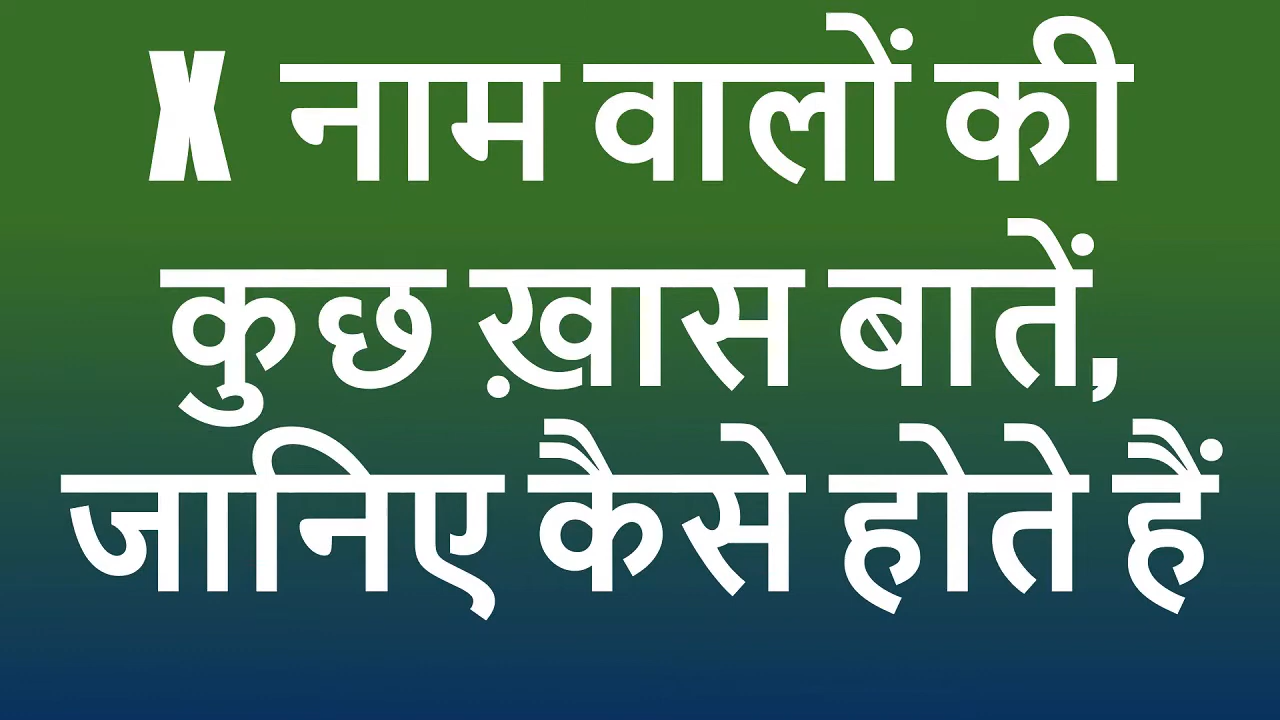 X नाम वालों की
कुछ ख़ास बातें,
जानिए कैसे होते हैं